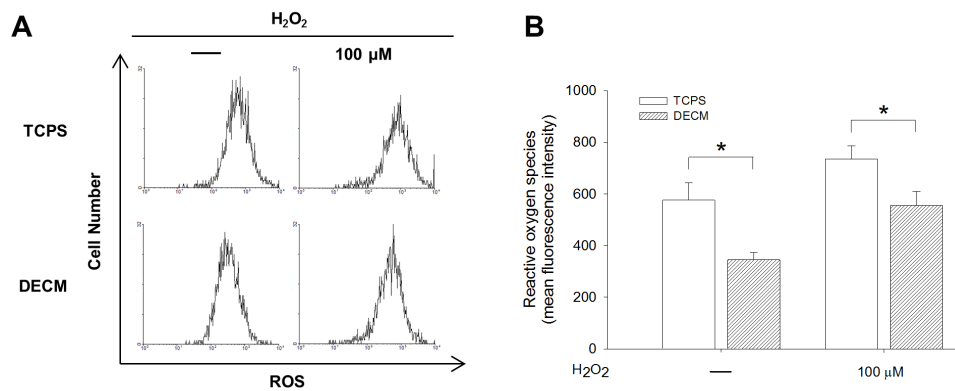 A
H₂O₂
— 100 μM
TCPS
DECM
Cell Number
ROS
B
1000
800
600
400
200
0
Reactive oxygen species
(mean fluorescence intensity)
TCPS
DECM
*
*
H₂O₂ — 100 μM